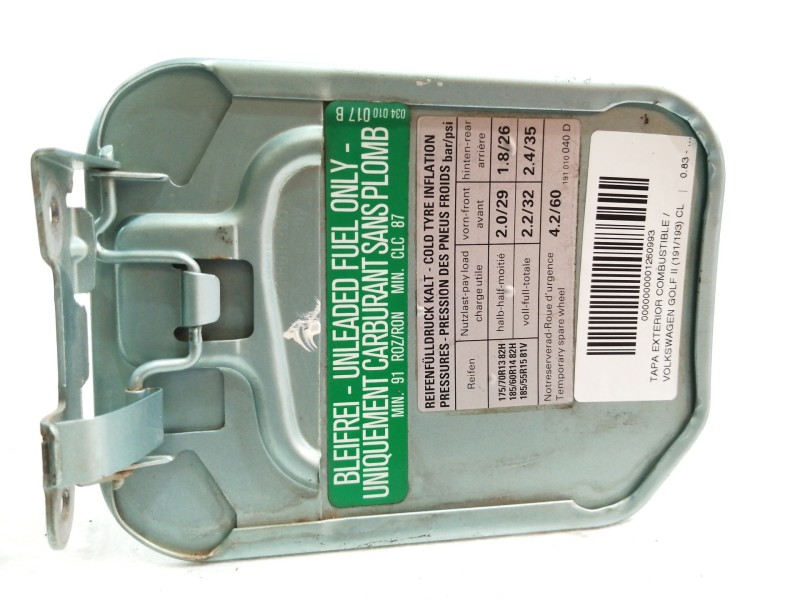 BLEIFREI - UNLEADED FUEL ONLY -
UNIQUEMENT CARBURANT SANS PLOMB
MIN. 91 ROZ/RON MIN. CLC 87
034 010 017 B
REIFENFÜLLDRUCK KALT - COLD TYRE INFLATION
PRESSURES - PRESSION DES PNEUS FROIDS bar/psi
Reifen Nutzlast-pay load charge utile vorn-front avant hinten-rear arrière
175/70R13 82H halb-half-moitié 2.0/29 1.8/26
185/60R14 82H
185/55R15 81V voll-full-totale 2.2/32 2.4/35
Notreserverad-Roue d'urgence
Temporary spare wheel 4.2/60
191 010 040 D
0000000001260993
TAPA EXTERIOR COMBUSTIBLE /
VOLKSWAGEN GOLF II (191/193) CL | 0.83 - ...